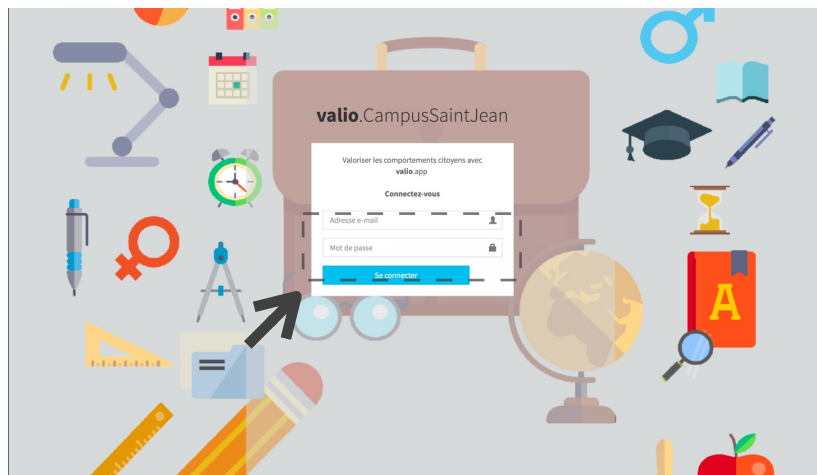 valio.CampusSaintJean
Valoriser les comportements citoyens avec
valio.app
Connectez-vous
Adresse e-mail
Mot de passe
Se connecter
A